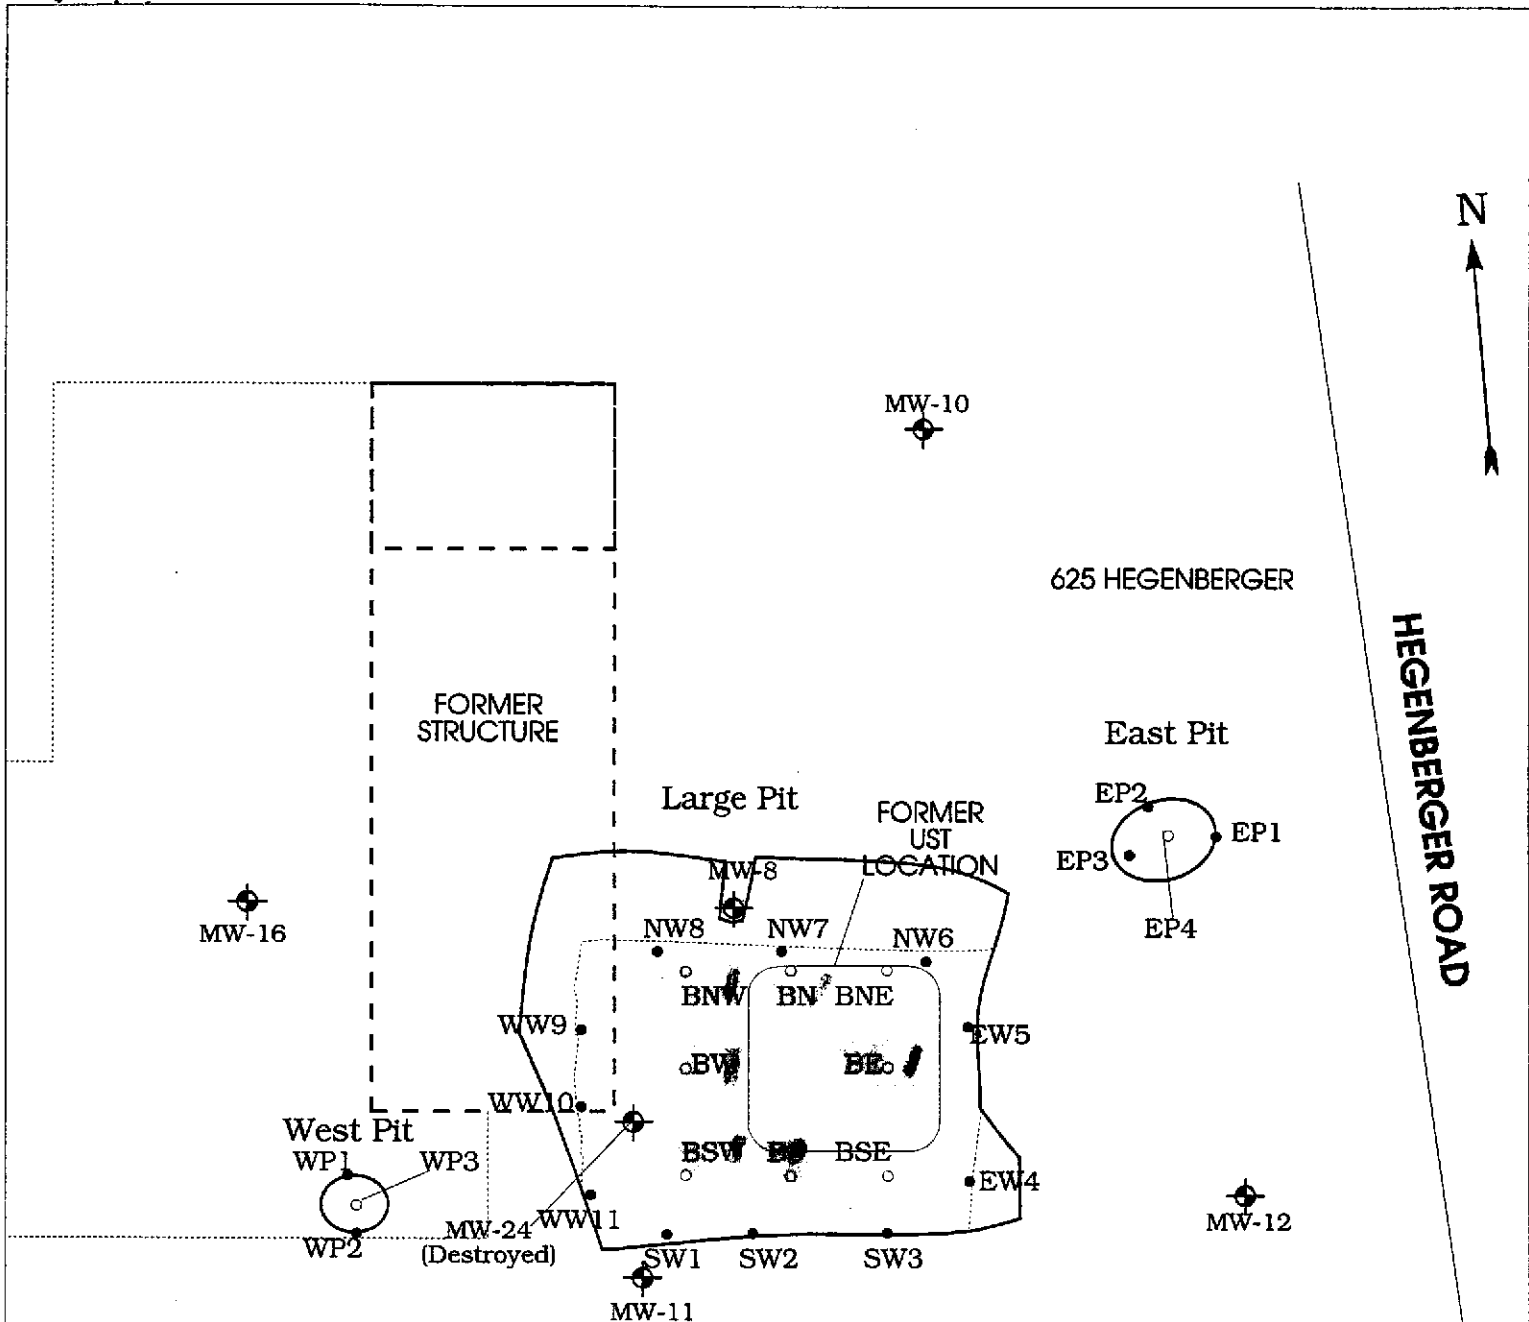 N
MW-10
625 HEGENBERGER
HEGENBERGER ROAD
FORMER
STRUCTURE
East Pit
Large Pit
EP2
FORMER
UST
LOCATION
EP1
EP3
MW-8
MW-16
EP4
NW8
NW7
NW6
BNW
BN
BNE
WW9
EW5
BW
BE
WW10
West Pit
WP1
WP3
BSW
BSE
EW4
WW11
MW-24
(Destroyed)
MW-12
WP2
SW1
SW2
SW3
MW-11